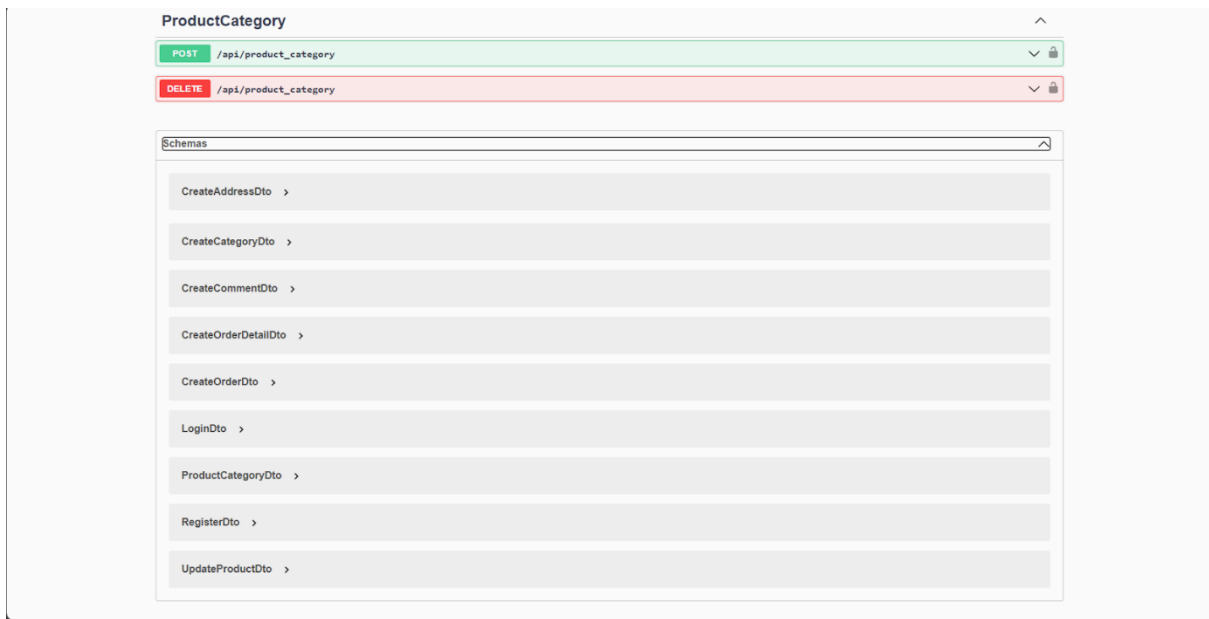 ProductCategory
POST /api/product_category
DELETE /api/product_category
Schemas
CreateAddressDto
CreateCategoryDto
CreateCommentDto
CreateOrderDetailDto
CreateOrderDto
LoginDto
ProductCategoryDto
RegisterDto
UpdateProductDto